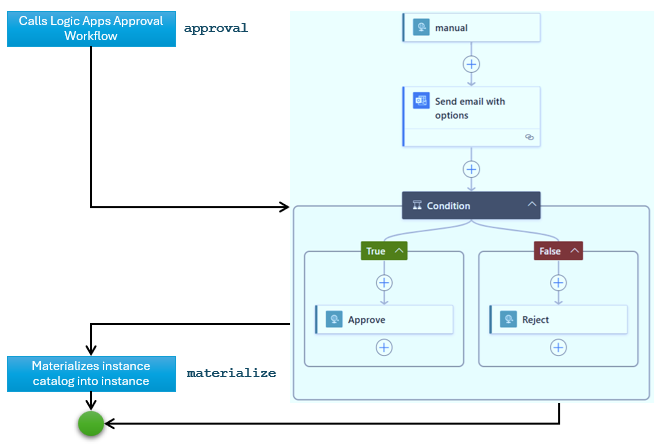 Calls Logic Apps Approval
Workflow
approval
manual
Send email with
options
Condition
True
False
Approve
Reject
Materializes instance
catalog into instance
materialize